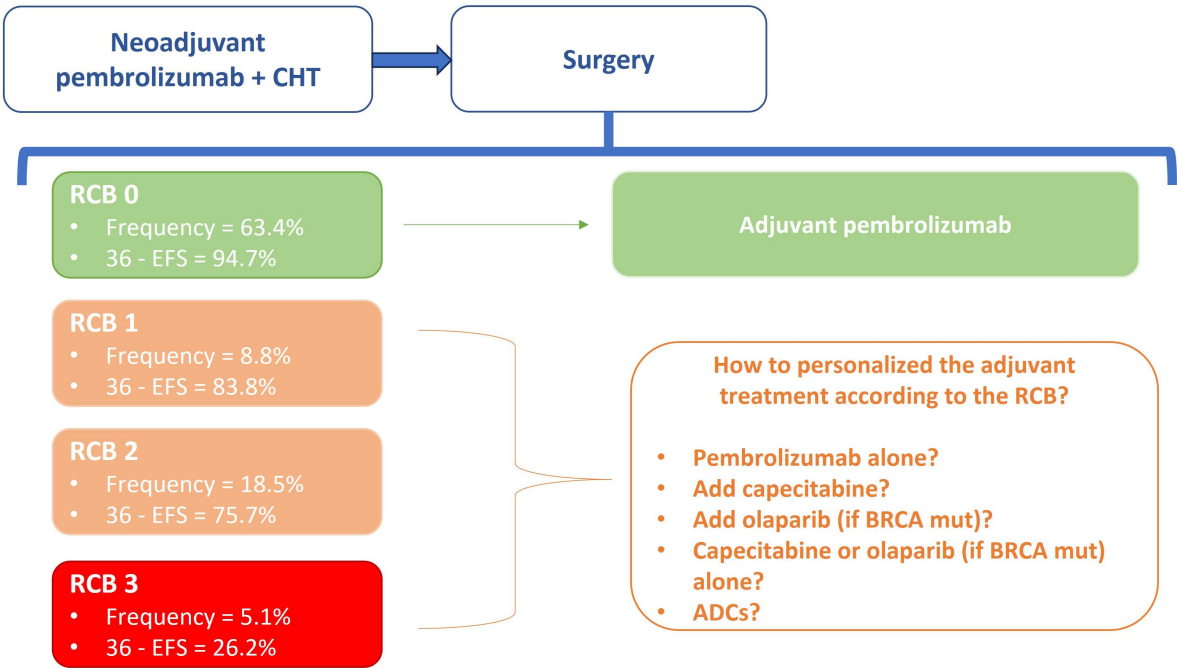 Neoadjuvant
pembrolizumab + CHT
Surgery
RCB 0
• Frequency = 63.4%
• 36 - EFS = 94.7%
Adjuvant pembrolizumab
RCB 1
• Frequency = 8.8%
• 36 - EFS = 83.8%
RCB 2
• Frequency = 18.5%
• 36 - EFS = 75.7%
RCB 3
• Frequency = 5.1%
• 36 - EFS = 26.2%
How to personalized the adjuvant
treatment according to the RCB?
• Pembrolizumab alone?
• Add capecitabine?
• Add olaparib (if BRCA mut)?
• Capecitabine or olaparib (if BRCA mut)
alone?
• ADCs?